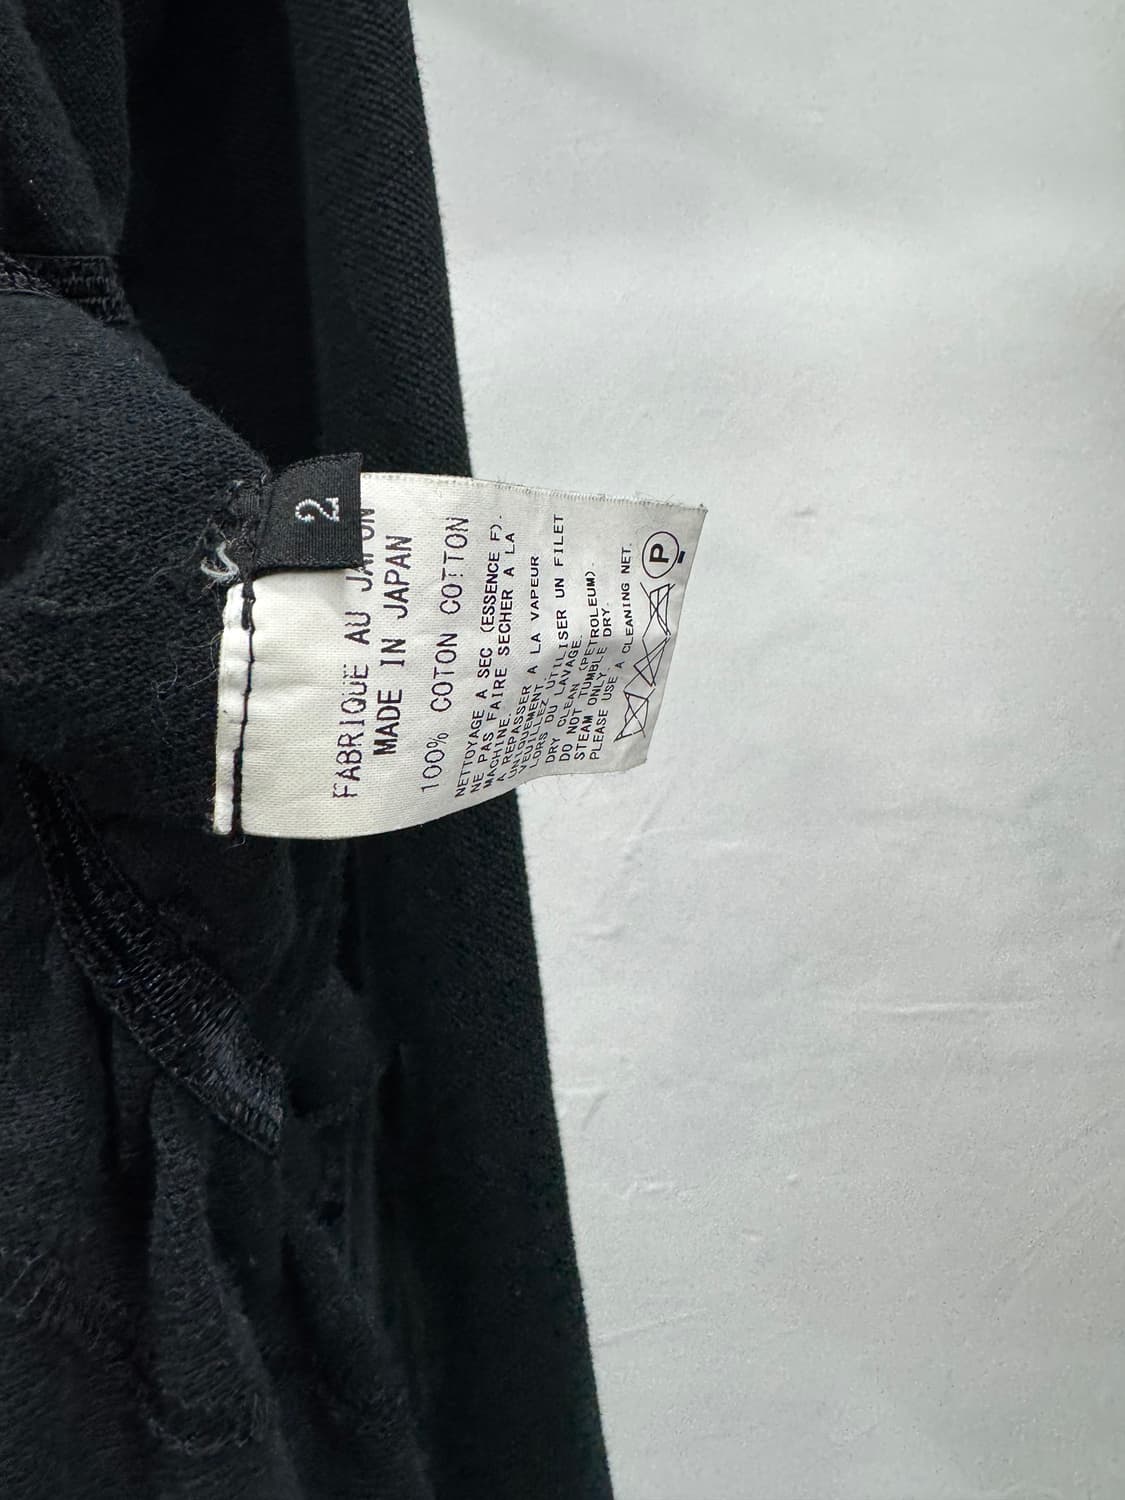 2
FABRIQUE AU JAPON
MADE IN JAPAN
100% COTON COTTON
NETTOYAGE A SEC (ESSENCE F).
NE PAS FAIRE SECHER A LA
MACHINE.
A REPASSER A LA VAPEUR
UNIQUEMENT.
VEUILLEZ UTILISER UN FILET
LORS DU LAVAGE.
DRY CLEAN (PETROLEUM).
DO NOT TUMBLE DRY.
STEAM ONLY.
PLEASE USE A CLEANING NET.
P